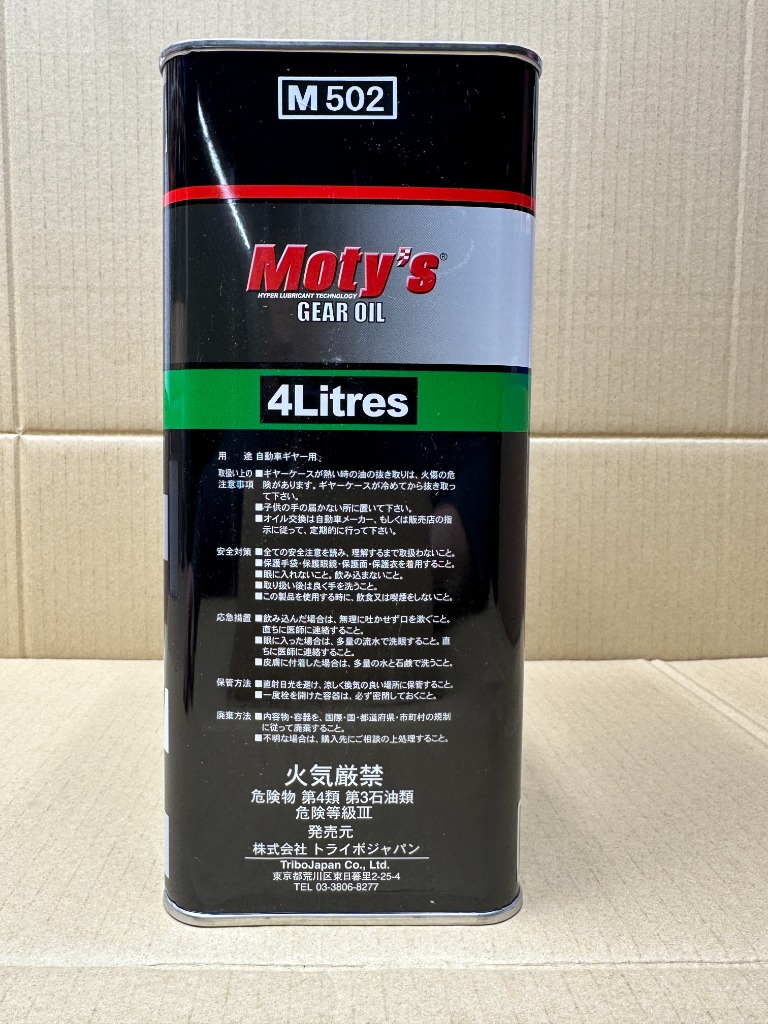 M 502
Moty's®
HYPER LUBRICANT TECHNOLOGY
GEAR OIL
4Litres
用 途 自動車ギヤー用。
取扱い上の ■ギヤーケースが熱い時の油の抜き取りは、火傷の危
注意事項 険があります。ギヤーケースが冷めてから抜き取っ
て下さい。
■子供の手の届かない所に置いて下さい。
■オイル交換は自動車メーカー、もしくは販売店の指
示に従って、定期的に行って下さい。
安全対策 ■全ての安全注意を読み、理解するまで取扱わないこと。
■保護手袋・保護眼鏡・保護面・保護衣を着用すること。
■眼に入れないこと。飲み込まないこと。
■取り扱い後は良く手を洗うこと。
■この製品を使用する時に、飲食又は喫煙をしないこと。
応急措置 ■飲み込んだ場合は、無理に吐かせず口を漱ぐこと。
直ちに医師に連絡すること。
■眼に入った場合は、多量の流水で洗眼すること。直
ちに医師に連絡すること。
■皮膚に付着した場合は、多量の水と石鹸で洗うこと。
保管方法 ■直射日光を避け、涼しく換気の良い場所に保管すること。
■一度栓を開けた容器は、必ず密閉しておくこと。
廃棄方法 ■内容物・容器を、国際・国・都道府県・市町村の規制
に従って廃棄すること。
■不明な場合は、購入先にご相談の上処理すること。
火気厳禁
危険物 第4類 第3石油類
危険等級Ⅲ
発売元
株式会社 トライボジャパン
TriboJapan Co., Ltd.
東京都荒川区東日暮里2-25-4
TEL 03-3806-8277